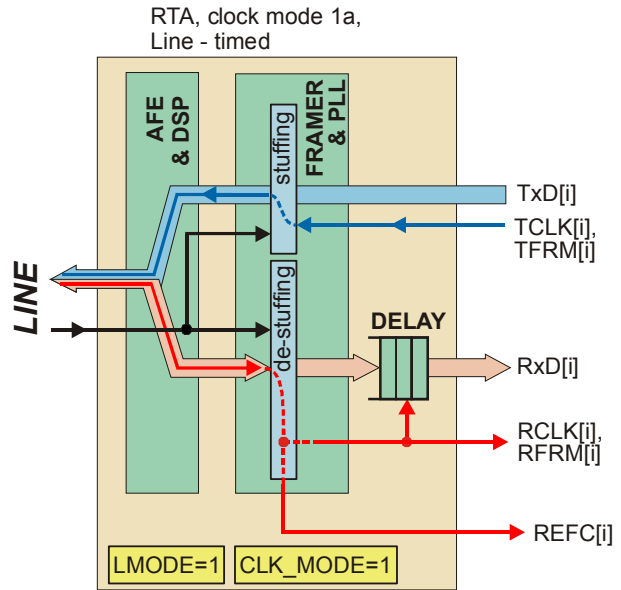 RTA, clock mode 1a,
Line - timed
AFE
& DSP
FRAMER
& PLL
stuffing
TxD[i]
TCLK[i],
TFRM[i]
LINE
de-stuffing
DELAY
RxD[i]
RCLK[i],
RFRM[i]
REFC[i]
LMODE=1
CLK_MODE=1